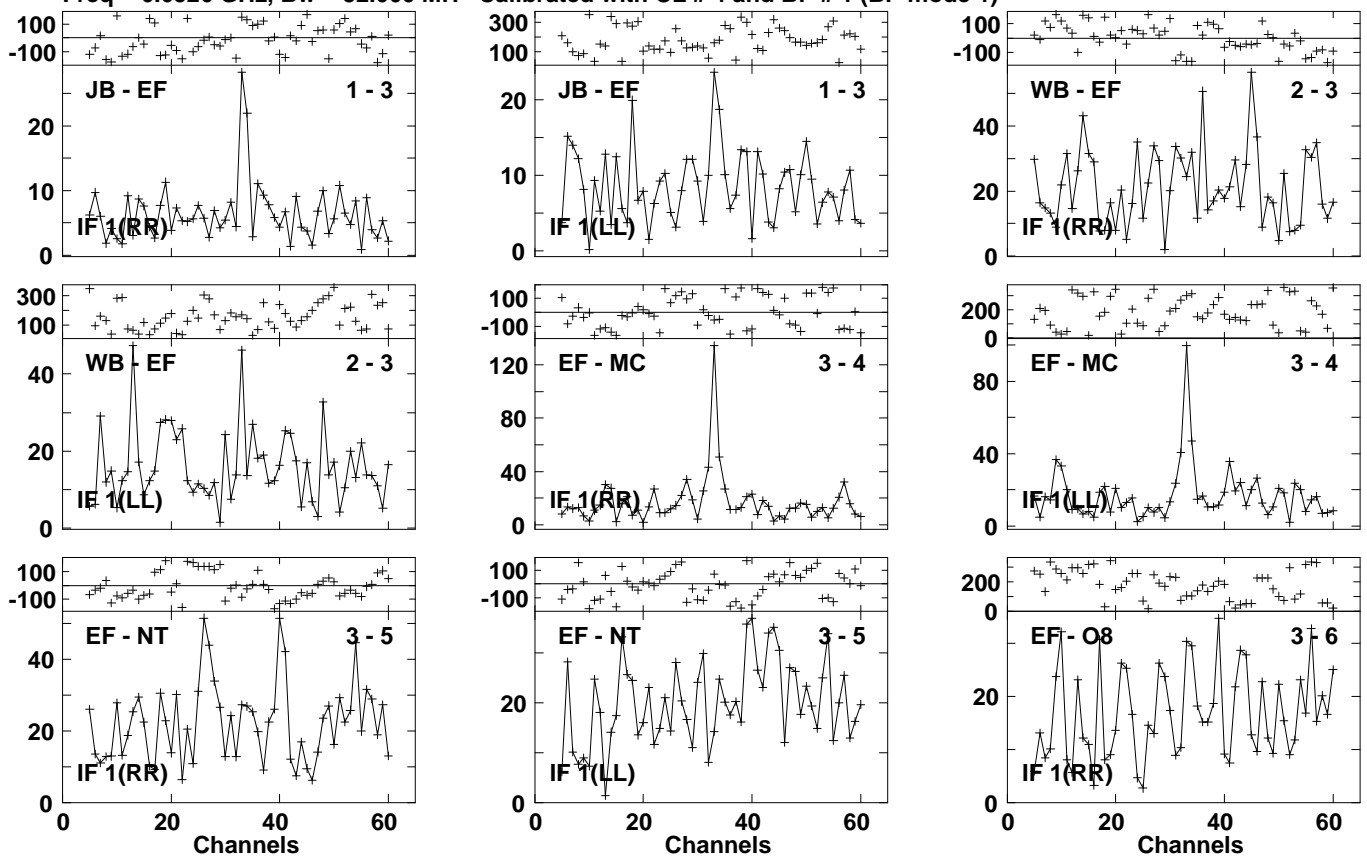 100
-100
JB - EF 1 - 3
20
10
0
IF 1(RR)
300
100
JB - EF 1 - 3
20
10
0
IF 1(LL)
100
-100
WB - EF 2 - 3
40
20
0
IF 1(RR)
300
100
WB - EF 2 - 3
40
20
0
IF 1(LL)
100
-100
EF - MC 3 - 4
120
80
40
0
IF 1(RR)
200
0
EF - MC 3 - 4
80
40
0
IF 1(LL)
100
-100
EF - NT 3 - 5
40
20
0
IF 1(RR)
0 20 40 60
Channels
100
-100
EF - NT 3 - 5
20
0
IF 1(LL)
0 20 40 60
Channels
200
0
EF - O8 3 - 6
20
0
IF 1(RR)
0 20 40 60
Channels